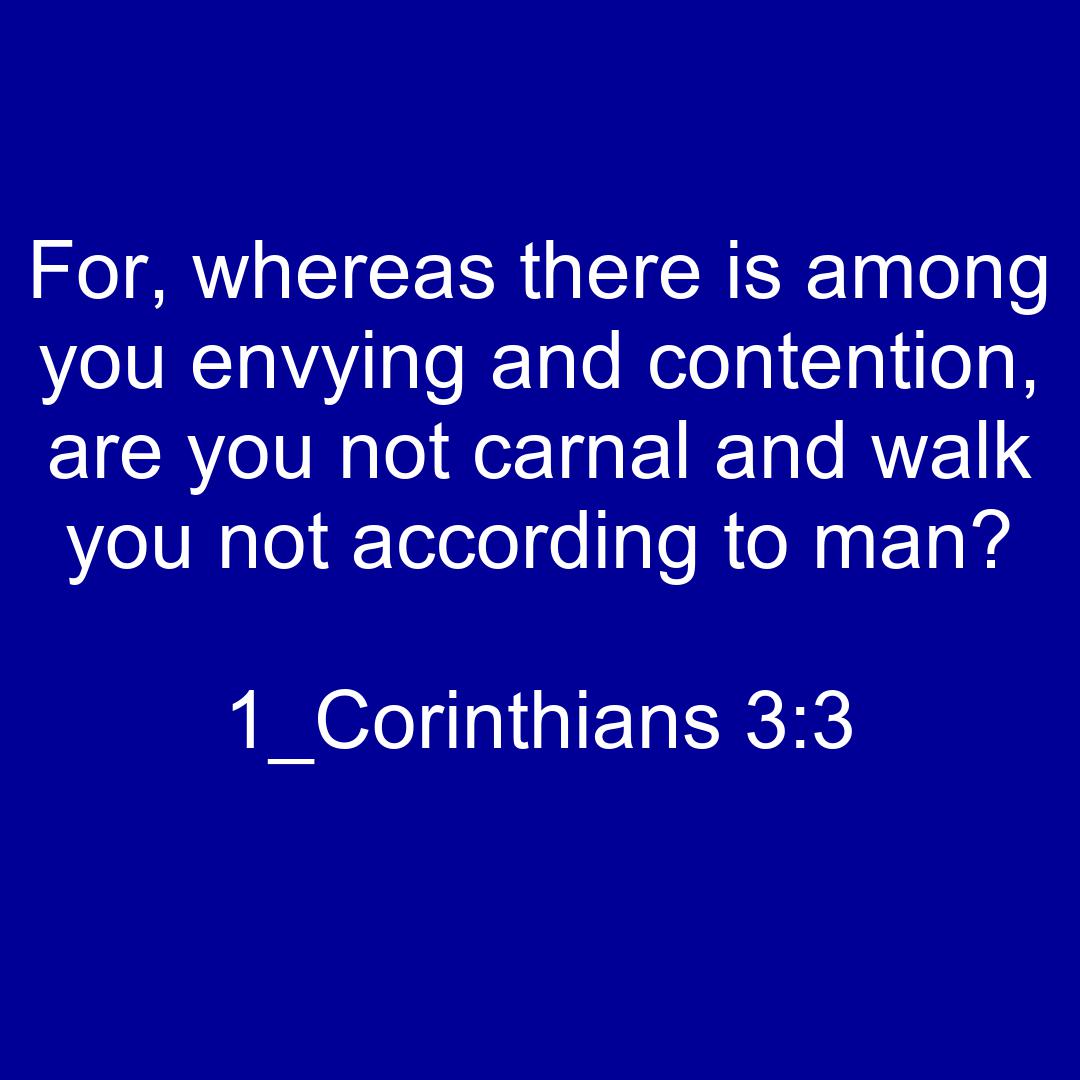 For, whereas there is among
you envying and contention,
are you not carnal and walk
you not according to man?
1_Corinthians 3:3